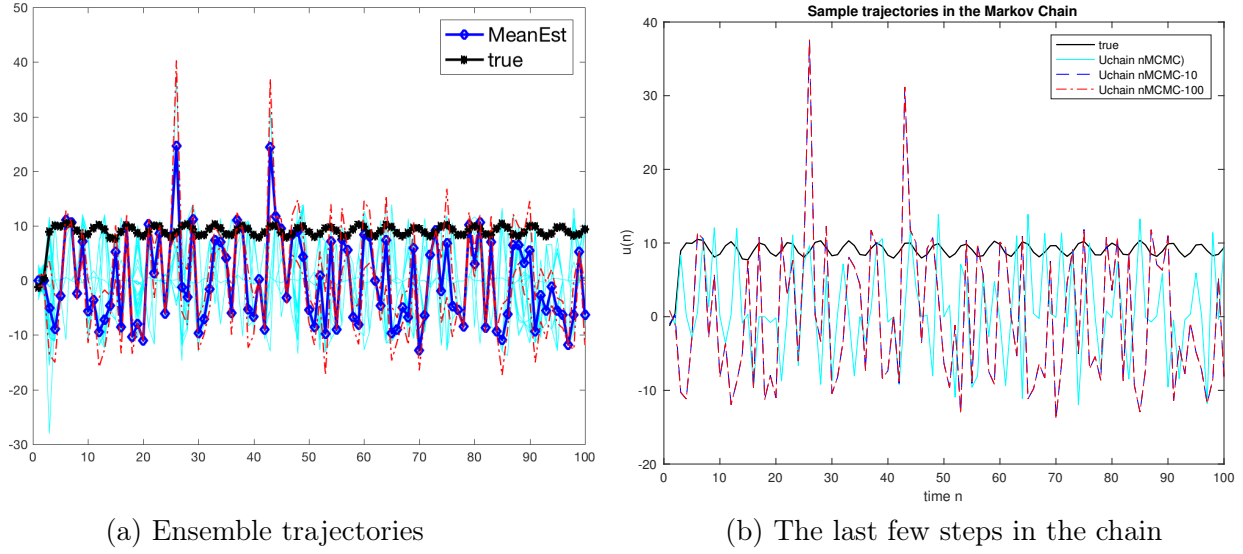 50
40
30
20
10
0
-10
-20
-30
0 10 20 30 40 50 60 70 80 90 100
MeanEst
true
(a) Ensemble trajectories
Sample trajectories in the Markov Chain
40
30
20
10
0
-10
-20
u(n)
0 10 20 30 40 50 60 70 80 90 100
time n
true
Uchain nMCMC)
Uchain nMCMC-10
Uchain nMCMC-100
(b) The last few steps in the chain